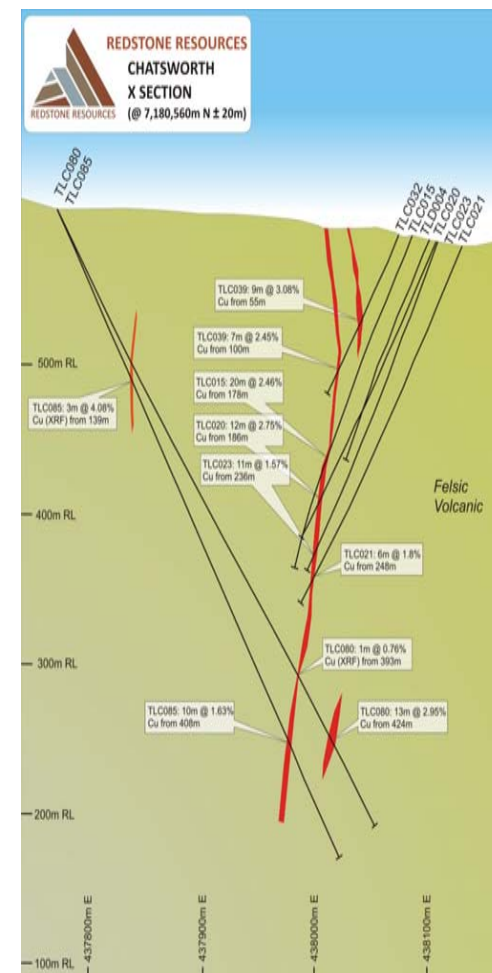 REDSTONE RESOURCES
CHATSWORTH
X SECTION
(@ 7,180,560m N ± 20m)
REDSTONE RESOURCES
TLC080
TLC085
TLC032
TLC015
TLD004
TLC020
TLC023
TLC021
TLC039: 9m @ 3.08%
Cu from 55m
TLC039: 7m @ 2.45%
Cu from 100m
500m RL
TLC015: 20m @ 2.46%
Cu from 178m
TLC085: 3m @ 4.08%
Cu (XRF) from 139m
TLC020: 12m @ 2.75%
Cu from 186m
TLC023: 11m @ 1.57%
Cu from 236m
Felsic
Volcanic
400m RL
TLC021: 6m @ 1.8%
Cu from 248m
300m RL
TLC080: 1m @ 0.76%
Cu (XRF) from 393m
TLC085: 10m @ 1.63%
Cu from 408m
TLC080: 13m @ 2.95%
Cu from 424m
200m RL
437800m E
437900m E
438000m E
438100m E
100m RL